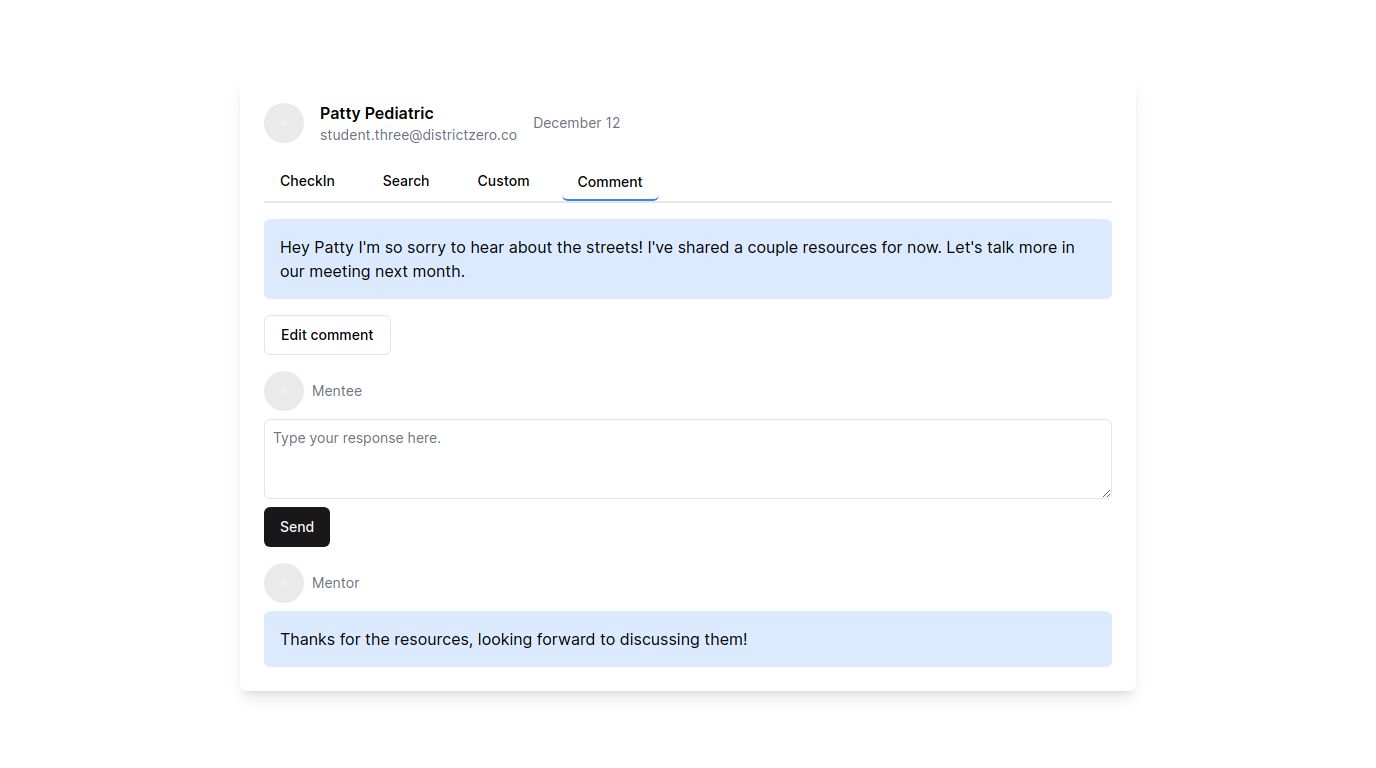 Patty Pediatric
student.three@districtzero.co
December 12
CheckIn
Search
Custom
Comment
Hey Patty I'm so sorry to hear about the streets! I've shared a couple resources for now. Let's talk more in
our meeting next month.
Edit comment
Mentee
Type your response here.
Send
Mentor
Thanks for the resources, looking forward to discussing them!